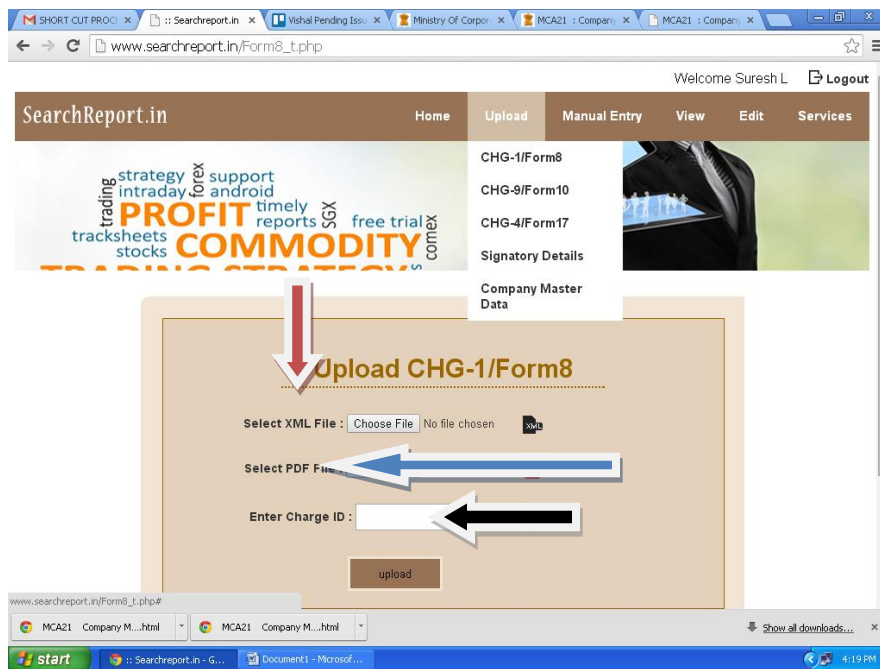 SHORT CUT PROCI
:: Searchreport.in
Vishal Pending Issu
Ministry Of Corpor
MCA21 : Company
MCA21 : Compan
www.searchreport.in/Form8_t.php
Welcome Suresh L Logout
SearchReport.in Home Upload Manual Entry View Edit Services
CHG-1/Form8
CHG-9/Form10
CHG-4/Form17
Signatory Details
Company Master
Data
trading
strategy
forex
support
intraday
android
PROFIT
timely
reports
SGX
free trial
comex
tracksheets
stocks
COMMODITY
TRADING STRATEGY
Upload CHG-1/Form8
Select XML File : Choose File No file chosen XML
Select PDF File :
Enter Charge ID :
upload
www.searchreport.in/Form8_t.php#
MCA21 Company M....html MCA21 Company M....html Show all downloads...
start :: Searchreport.in - G... Document1 - Microsof... 4:19 PM